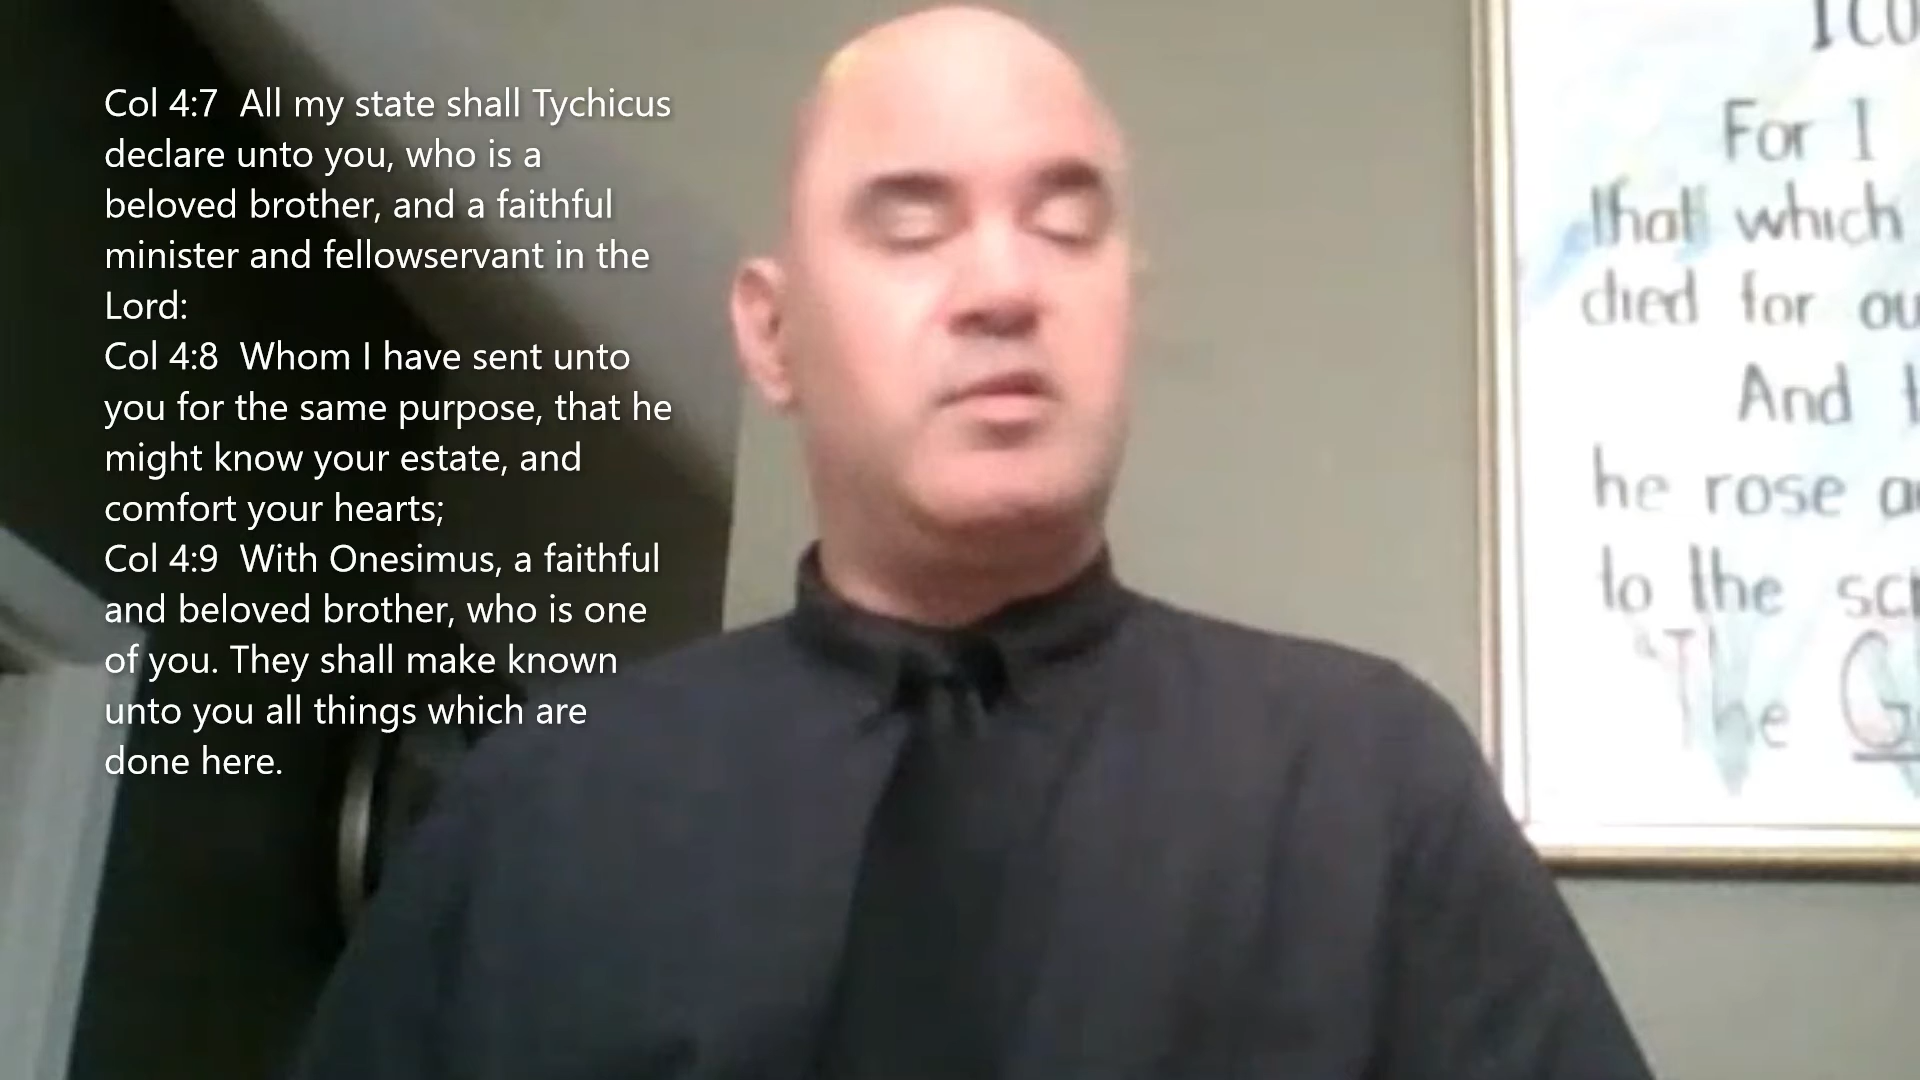 Col 4:7  All my state shall Tychicus
declare unto you, who is a
beloved brother, and a faithful
minister and fellowservant in the
Lord:
Col 4:8  Whom I have sent unto
you for the same purpose, that he
might know your estate, and
comfort your hearts;
Col 4:9  With Onesimus, a faithful
and beloved brother, who is one
of you. They shall make known
unto you all things which are
done here.
For I
that which
died for
And
he rose
to the
"The